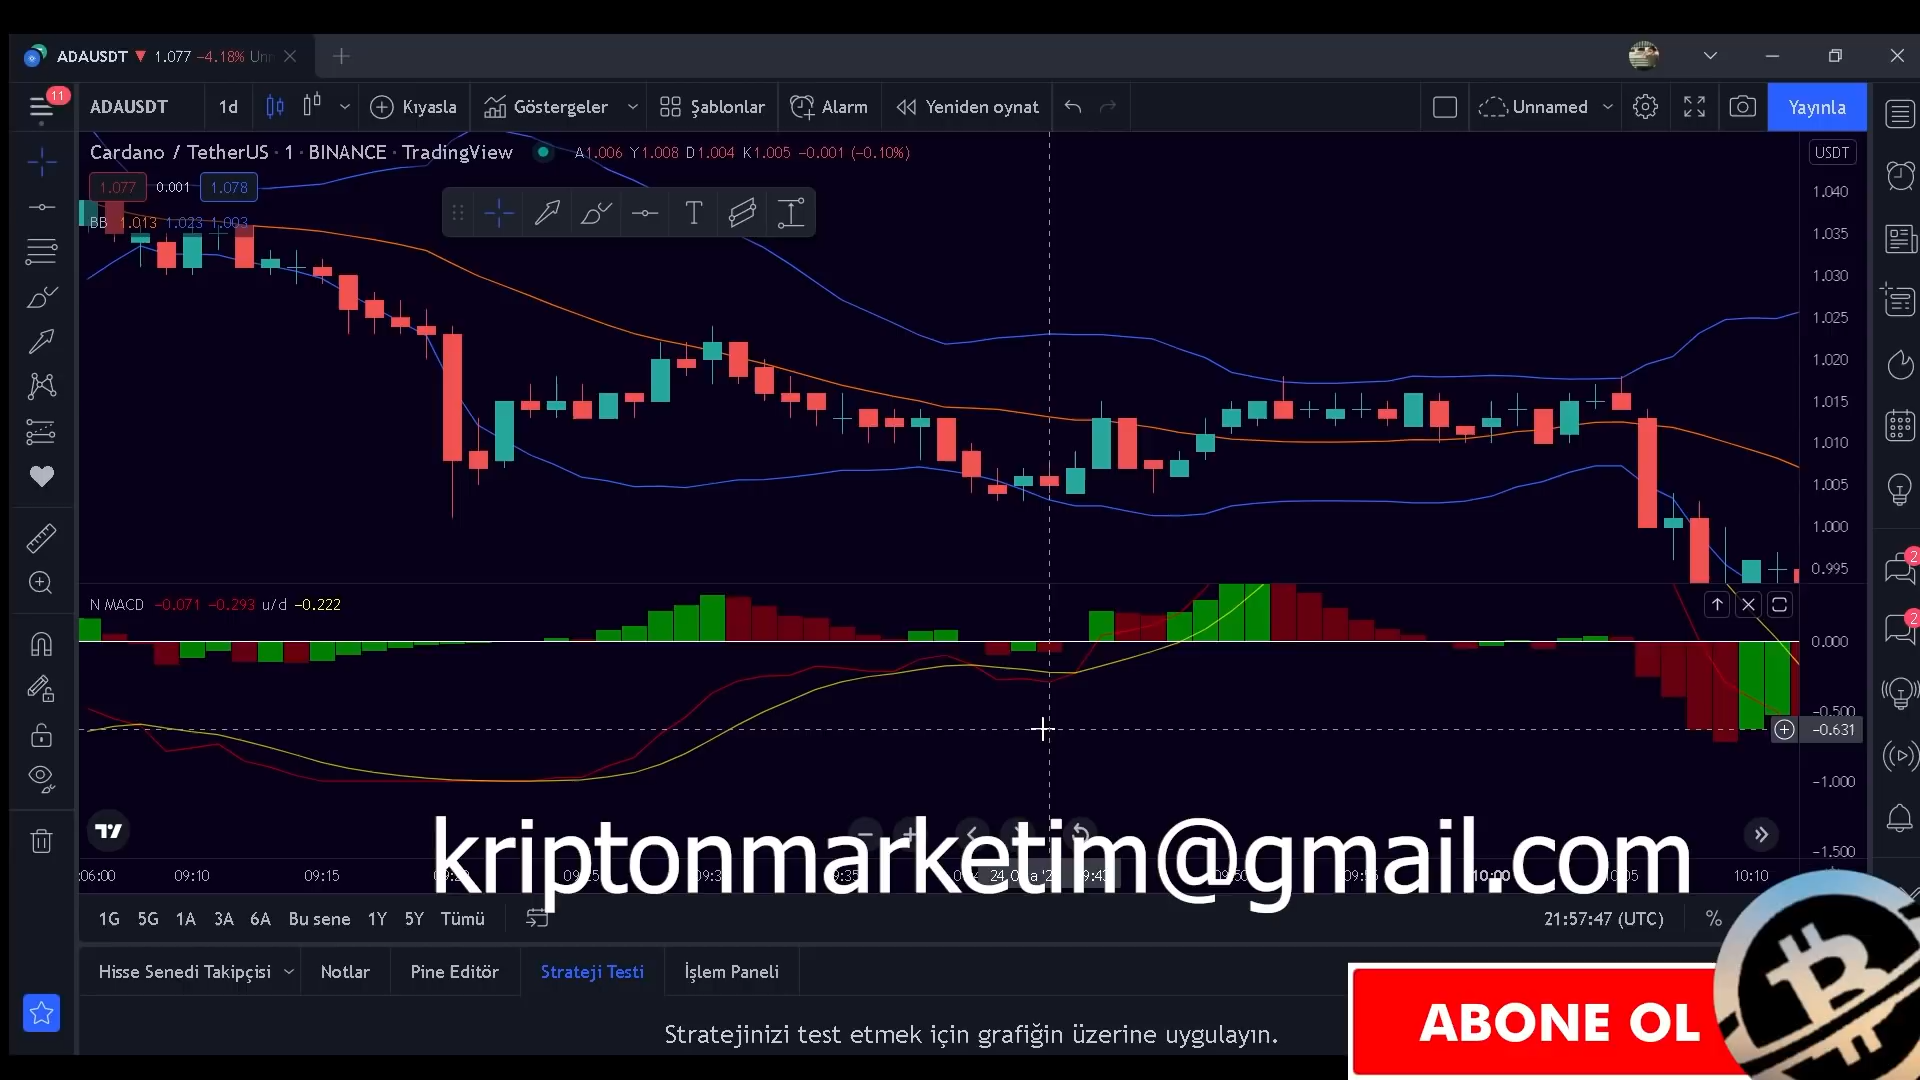 ADAUSDT ▼ 1.077 −4.18% Unn
11
ADAUSDT 1d Kıyasla Göstergeler Şablonlar Alarm Yeniden oynat Unnamed Yayınla
Cardano / TetherUS · 1 · BINANCE · TradingView A1.006 Y1.008 D1.004 K1.005 −0.001 (−0.10%)
USDT
1.077 0.001 1.078
BB 1.013 1.023 1.003
1.040
1.035
1.030
1.025
1.020
1.015
1.010
1.005
1.000
0.995
2
2
N MACD −0.071 −0.293 u/d −0.222
0.000
−0.500
−0.631
−1.000
−1.500
kriptonmarketim@gmail.com
:06:00 09:10 09:15 10:00 10:10
1G 5G 1A 3A 6A Bu sene 1Y 5Y Tümü 21:57:47 (UTC) %
Hisse Senedi Takipçisi Notlar Pine Editör Strateji Testi İşlem Paneli
Stratejinizi test etmek için grafiğin üzerine uygulayın.
ABONE OL